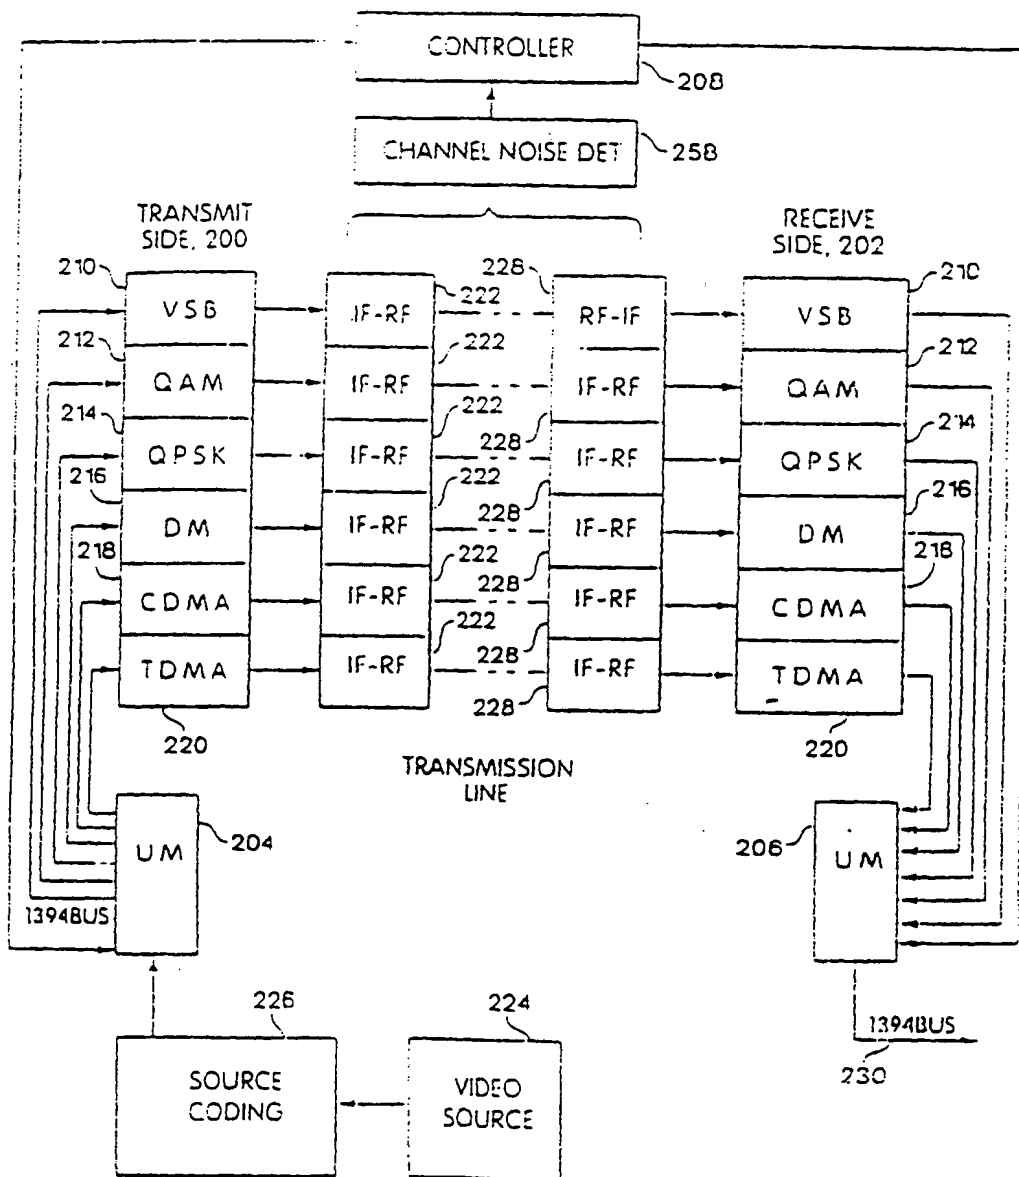 CONTROLLER
208
CHANNEL NOISE DET
258
TRANSMIT
SIDE, 200
RECEIVE
SIDE, 202
210
VSB
IF-RF
222
228
RF-IF
VSB
210
212
QAM
IF-RF
222
IF-RF
QAM
212
214
QPSK
IF-RF
222
228
IF-RF
QPSK
214
216
DM
IF-RF
222
228
IF-RF
DM
216
218
CDMA
IF-RF
222
228
IF-RF
CDMA
218
TDMA
IF-RF
222
228
IF-RF
TDMA
228
220
220
TRANSMISSION
LINE
UM
204
206
UM
1394BUS
226
224
SOURCE
CODING
VIDEO
SOURCE
1394BUS
230